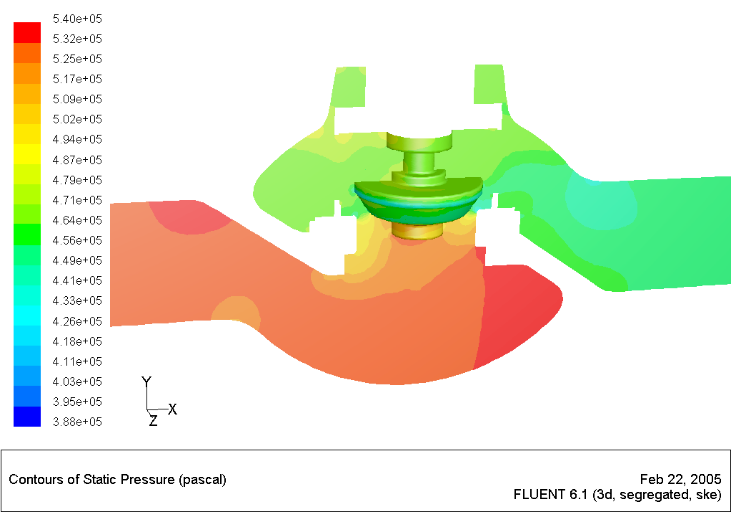 5.40e+05
5.32e+05
5.25e+05
5.17e+05
5.09e+05
5.02e+05
4.94e+05
4.87e+05
4.79e+05
4.71e+05
4.64e+05
4.56e+05
4.49e+05
4.41e+05
4.33e+05
4.26e+05
4.18e+05
4.11e+05
4.03e+05
3.95e+05
3.88e+05
Y
X
Z
Contours of Static Pressure (pascal)
Feb 22, 2005
FLUENT 6.1 (3d, segregated, ske)